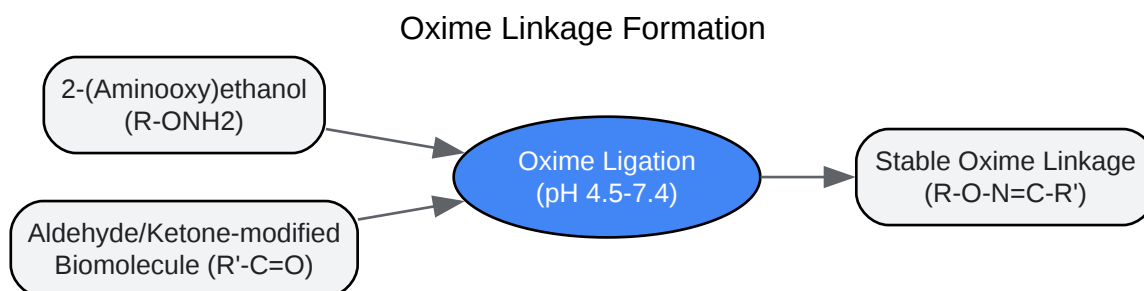 Oxime Linkage Formation
2-(Aminooxy)ethanol
(R-ONH2)
Aldehyde/Ketone-modified
Biomolecule (R'-C=O)
Oxime Ligation
(pH 4.5-7.4)
Stable Oxime Linkage
(R-O-N=C-R')